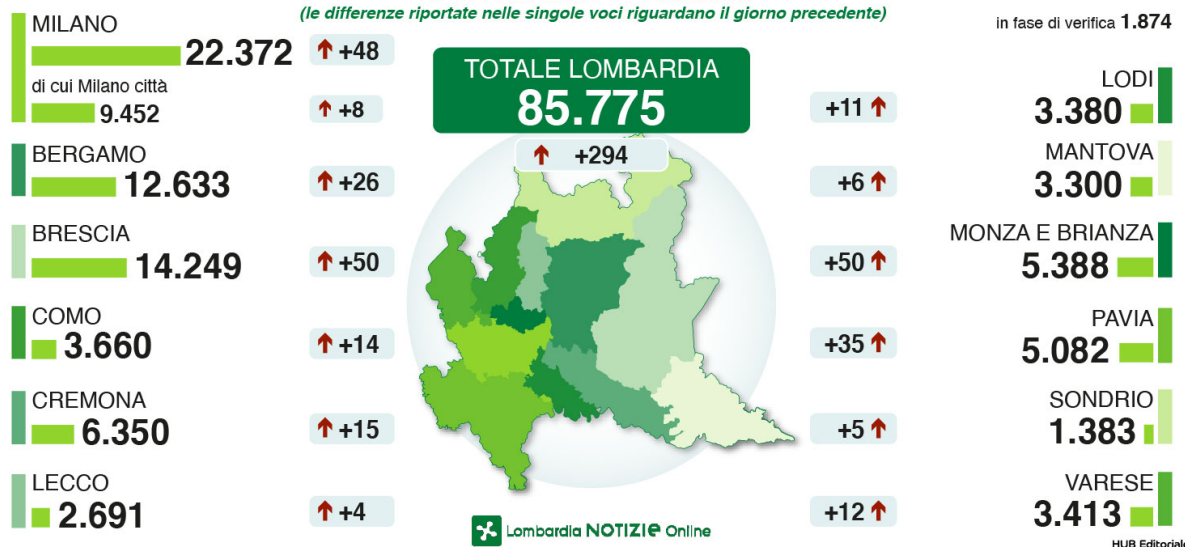 (le differenze riportate nelle singole voci riguardano il giorno precedente)
in fase di verifica 1.874
MILANO
22.372
+48
di cui Milano città
9.452
+8
BERGAMO
12.633
+26
BRESCIA
14.249
+50
COMO
3.660
+14
CREMONA
6.350
+15
LECCO
2.691
+4
TOTALE LOMBARDIA
85.775
+294
LODI
+11
3.380
MANTOVA
+6
3.300
MONZA E BRIANZA
+50
5.388
PAVIA
+35
5.082
SONDRIO
+5
1.383
VARESE
+12
3.413
Lombardia NOTIZIe Online
HUB Editoriale